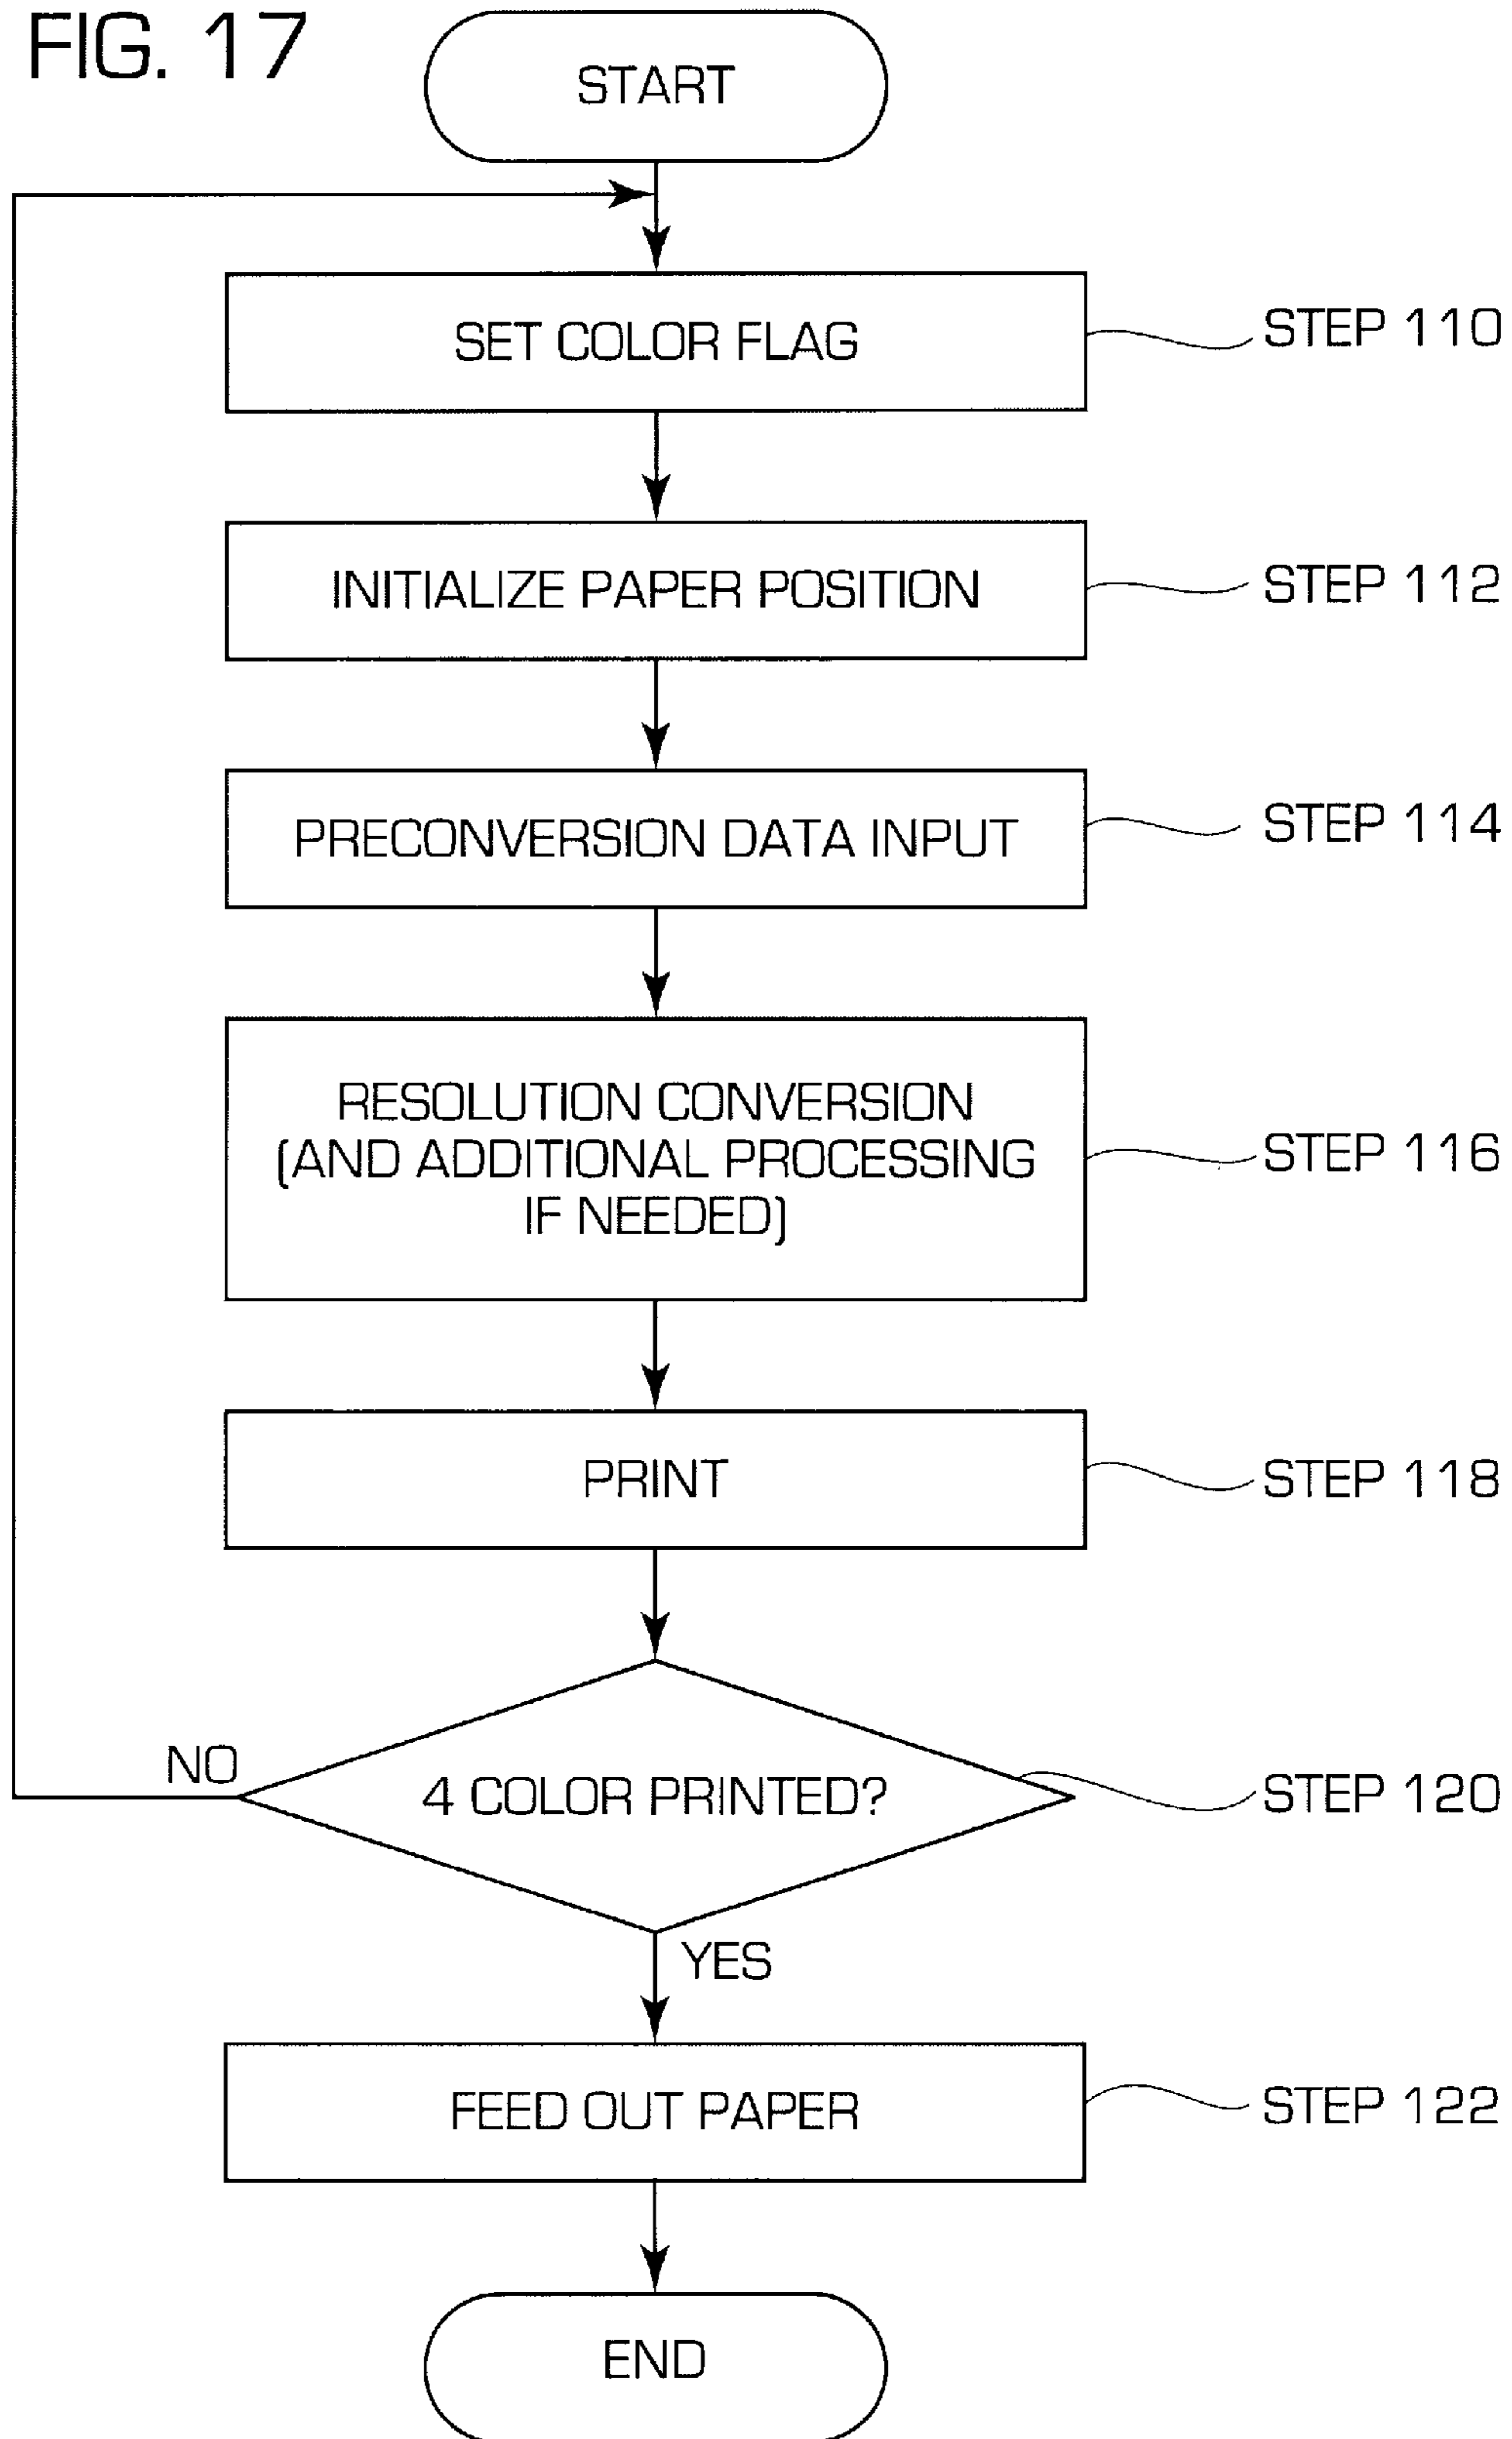 FIG. 17
START
SET COLOR FLAG
STEP 110
INITIALIZE PAPER POSITION
STEP 112
PRECONVERSION DATA INPUT
STEP 114
RESOLUTION CONVERSION
(AND ADDITIONAL PROCESSING
IF NEEDED)
STEP 116
PRINT
STEP 118
NO
4 COLOR PRINTED?
STEP 120
YES
FEED OUT PAPER
STEP 122
END